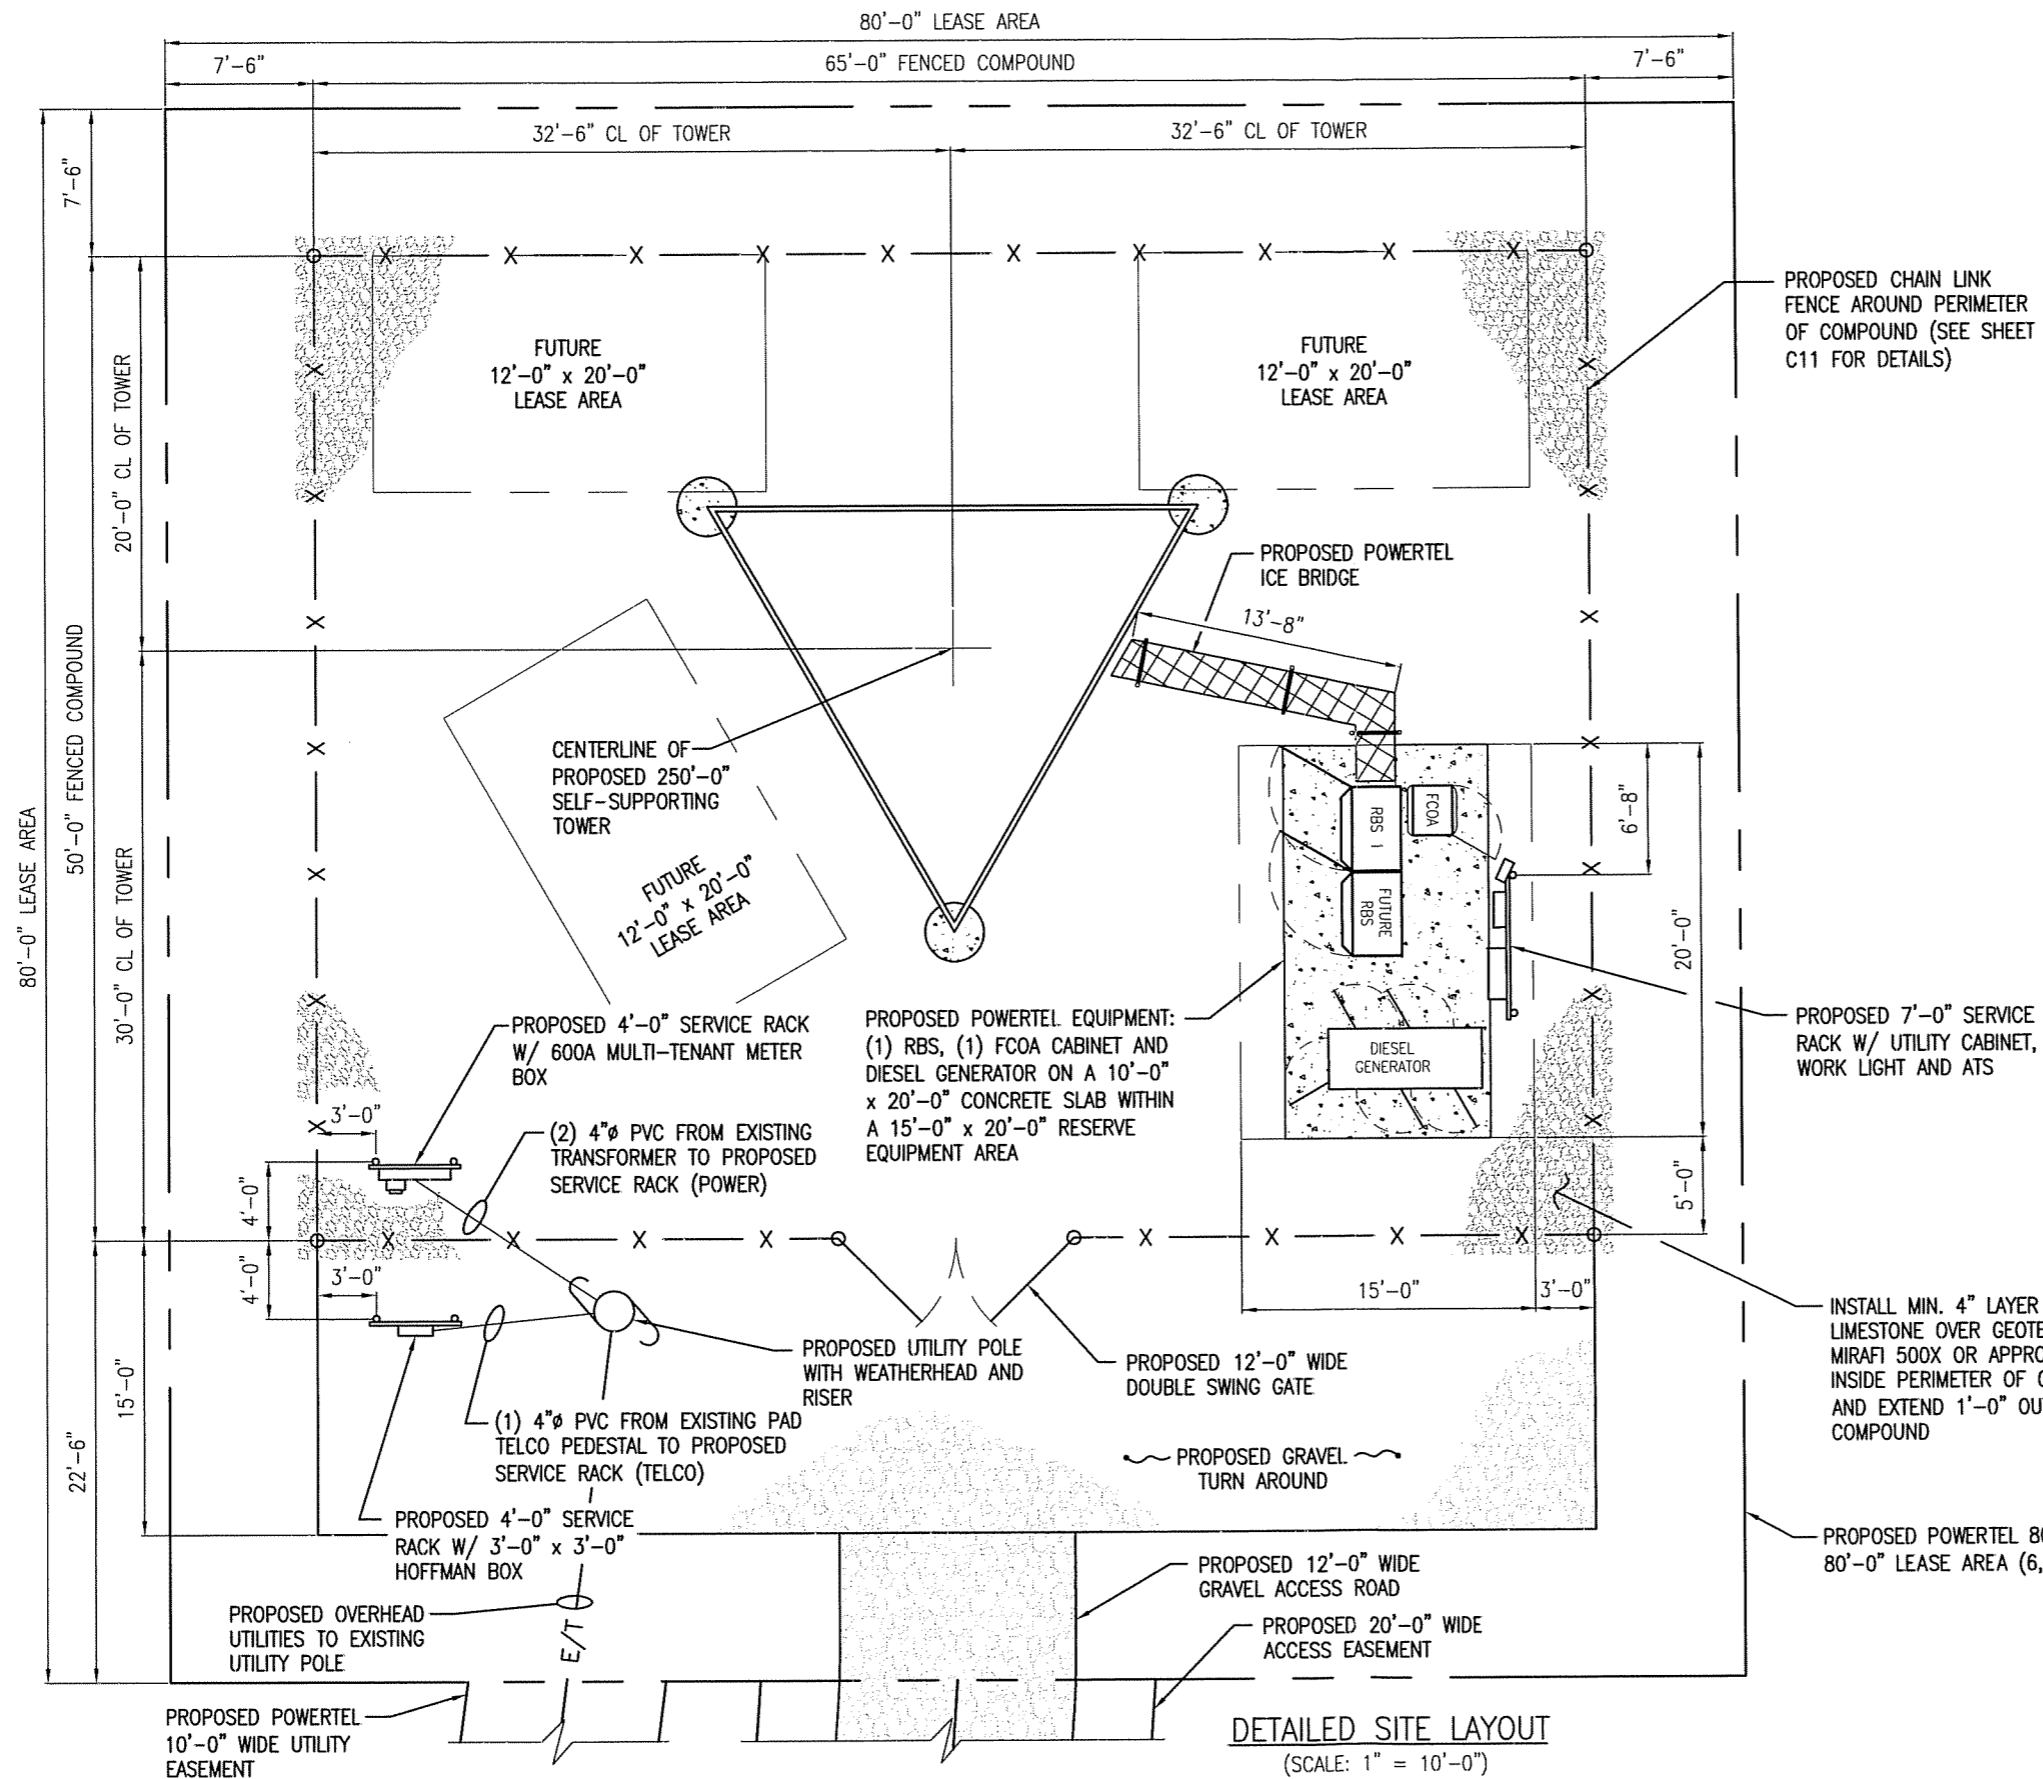 80'-0" LEASE AREA
7'-6"
65'-0" FENCED COMPOUND
7'-6"
32'-6" CL OF TOWER
32'-6" CL OF TOWER
7'-6"
80'-0" LEASE AREA
50'-0" FENCED COMPOUND
20'-0" CL OF TOWER
30'-0" CL OF TOWER
22'-6"
15'-0"
X X X X X X X X X X
FUTURE
12'-0" x 20'-0"
LEASE AREA
FUTURE
12'-0" x 20'-0"
LEASE AREA
PROPOSED CHAIN LINK
FENCE AROUND PERIMETER
OF COMPOUND (SEE SHEET
C11 FOR DETAILS)
PROPOSED POWERTEL
ICE BRIDGE
13'-8"
CENTERLINE OF
PROPOSED 250'-0"
SELF-SUPPORTING
TOWER
FUTURE
12'-0" x 20'-0"
LEASE AREA
RBS 1
FCOA
FUTURE
RBS
DIESEL
GENERATOR
6'-8"
20'-0"
5'-0"
PROPOSED 7'-0" SERVICE
RACK W/ UTILITY CABINET,
WORK LIGHT AND ATS
PROPOSED 4'-0" SERVICE RACK
W/ 600A MULTI-TENANT METER
BOX
PROPOSED POWERTEL EQUIPMENT:
(1) RBS, (1) FCOA CABINET AND
DIESEL GENERATOR ON A 10'-0"
x 20'-0" CONCRETE SLAB WITHIN
A 15'-0" x 20'-0" RESERVE
EQUIPMENT AREA
3'-0"
4'-0"
(2) 4"ø PVC FROM EXISTING
TRANSFORMER TO PROPOSED
SERVICE RACK (POWER)
X X X X X X X X
3'-0"
4'-0"
15'-0"
3'-0"
PROPOSED UTILITY POLE
WITH WEATHERHEAD AND
RISER
PROPOSED 12'-0" WIDE
DOUBLE SWING GATE
INSTALL MIN. 4" LAYER
LIMESTONE OVER
MIRAFI 500X OR
INSIDE PERIMETER OF
AND EXTEND 1'-0"
COMPOUND
(1) 4"ø PVC FROM EXISTING PAD
TELCO PEDESTAL TO PROPOSED
SERVICE RACK (TELCO)
PROPOSED GRAVEL
TURN AROUND
PROPOSED 4'-0" SERVICE
RACK W/ 3'-0" x 3'-0"
HOFFMAN BOX
PROPOSED POWERTEL
80'-0" LEASE AREA
PROPOSED 12'-0" WIDE
GRAVEL ACCESS ROAD
PROPOSED OVERHEAD
UTILITIES TO EXISTING
UTILITY POLE
E/T
PROPOSED 20'-0" WIDE
ACCESS EASEMENT
PROPOSED POWERTEL
10'-0" WIDE UTILITY
EASEMENT
DETAILED SITE LAYOUT
(SCALE: 1" = 10'-0")